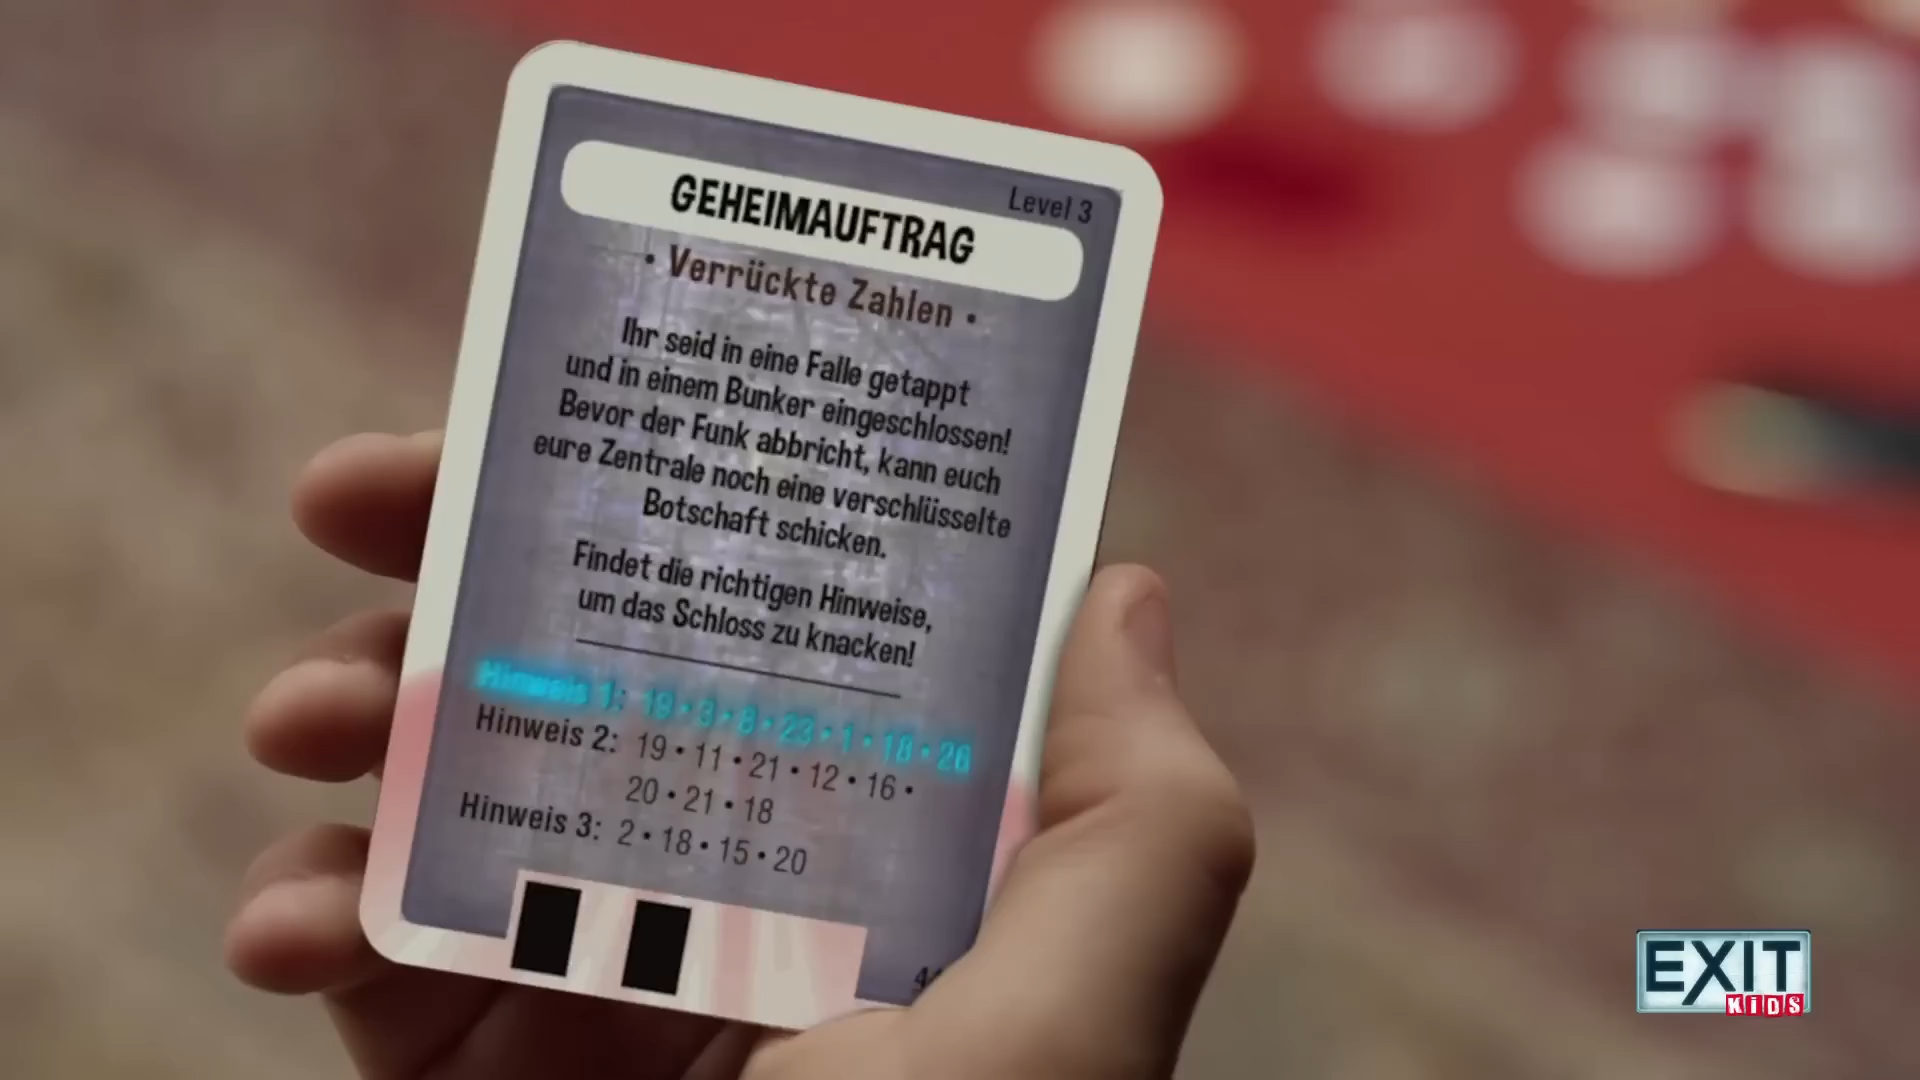 Level 3
GEHEIMAUFTRAG
• Verrückte Zahlen •
Ihr seid in eine Falle getappt
und in einem Bunker eingeschlossen!
Bevor der Funk abbricht, kann euch
eure Zentrale noch eine verschlüsselte
Botschaft schicken.
Findet die richtigen Hinweise,
um das Schloss zu knacken!
Hinweis 1: 19 • 3 • 8 • 23 • 1 • 18 • 26
Hinweis 2: 19 • 11 • 21 • 12 • 16 •
20 • 21 • 18
Hinweis 3: 2 • 18 • 15 • 20
EXIT
KiDS